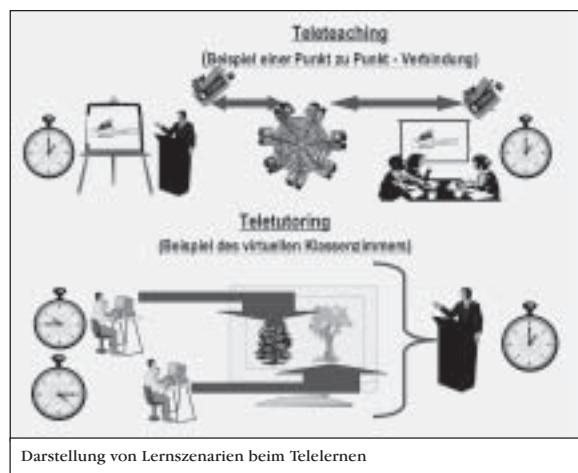 Teleteaching
(Beispiel einer Punkt zu Punkt - Verbindung)
Teletutoring
(Beispiel des virtuellen Klassenzimmers)
Darstellung von Lernszenarien beim Telelernen